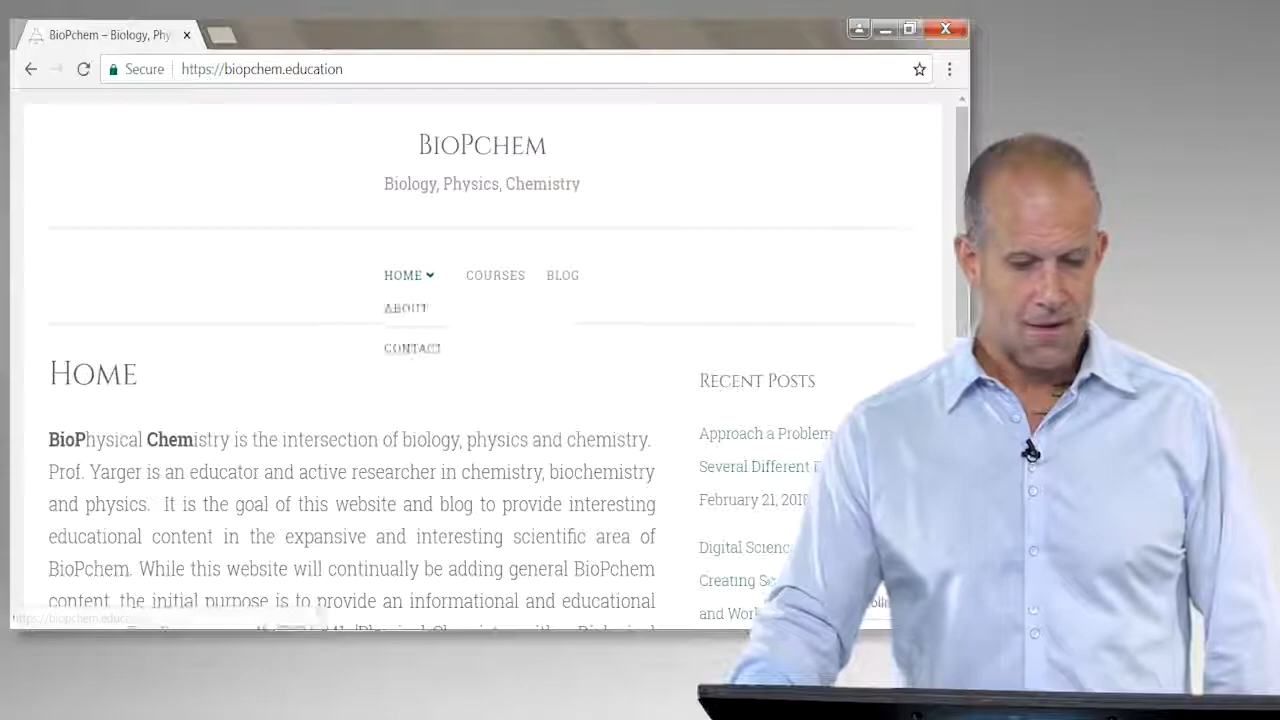 BioPchem – Biology, Phy
Secure https://biopchem.education
BioPchem
Biology, Physics, Chemistry
HOME COURSES BLOG
ABOUT
CONTACT
Home
BioPhysical Chemistry is the intersection of biology, physics and chemistry.
Prof. Yarger is an educator and active researcher in chemistry, biochemistry
and physics. It is the goal of this website and blog to provide interesting
educational content in the expansive and interesting scientific area of
BioPchem. While this website will continually be adding general BioPchem
content, the initial purpose is to provide an informational and educational
Recent Posts
Approach a Problem
Several Different
February 21, 2018
Digital Scienc
Creating Sc
and Work
https://biopchem.educ